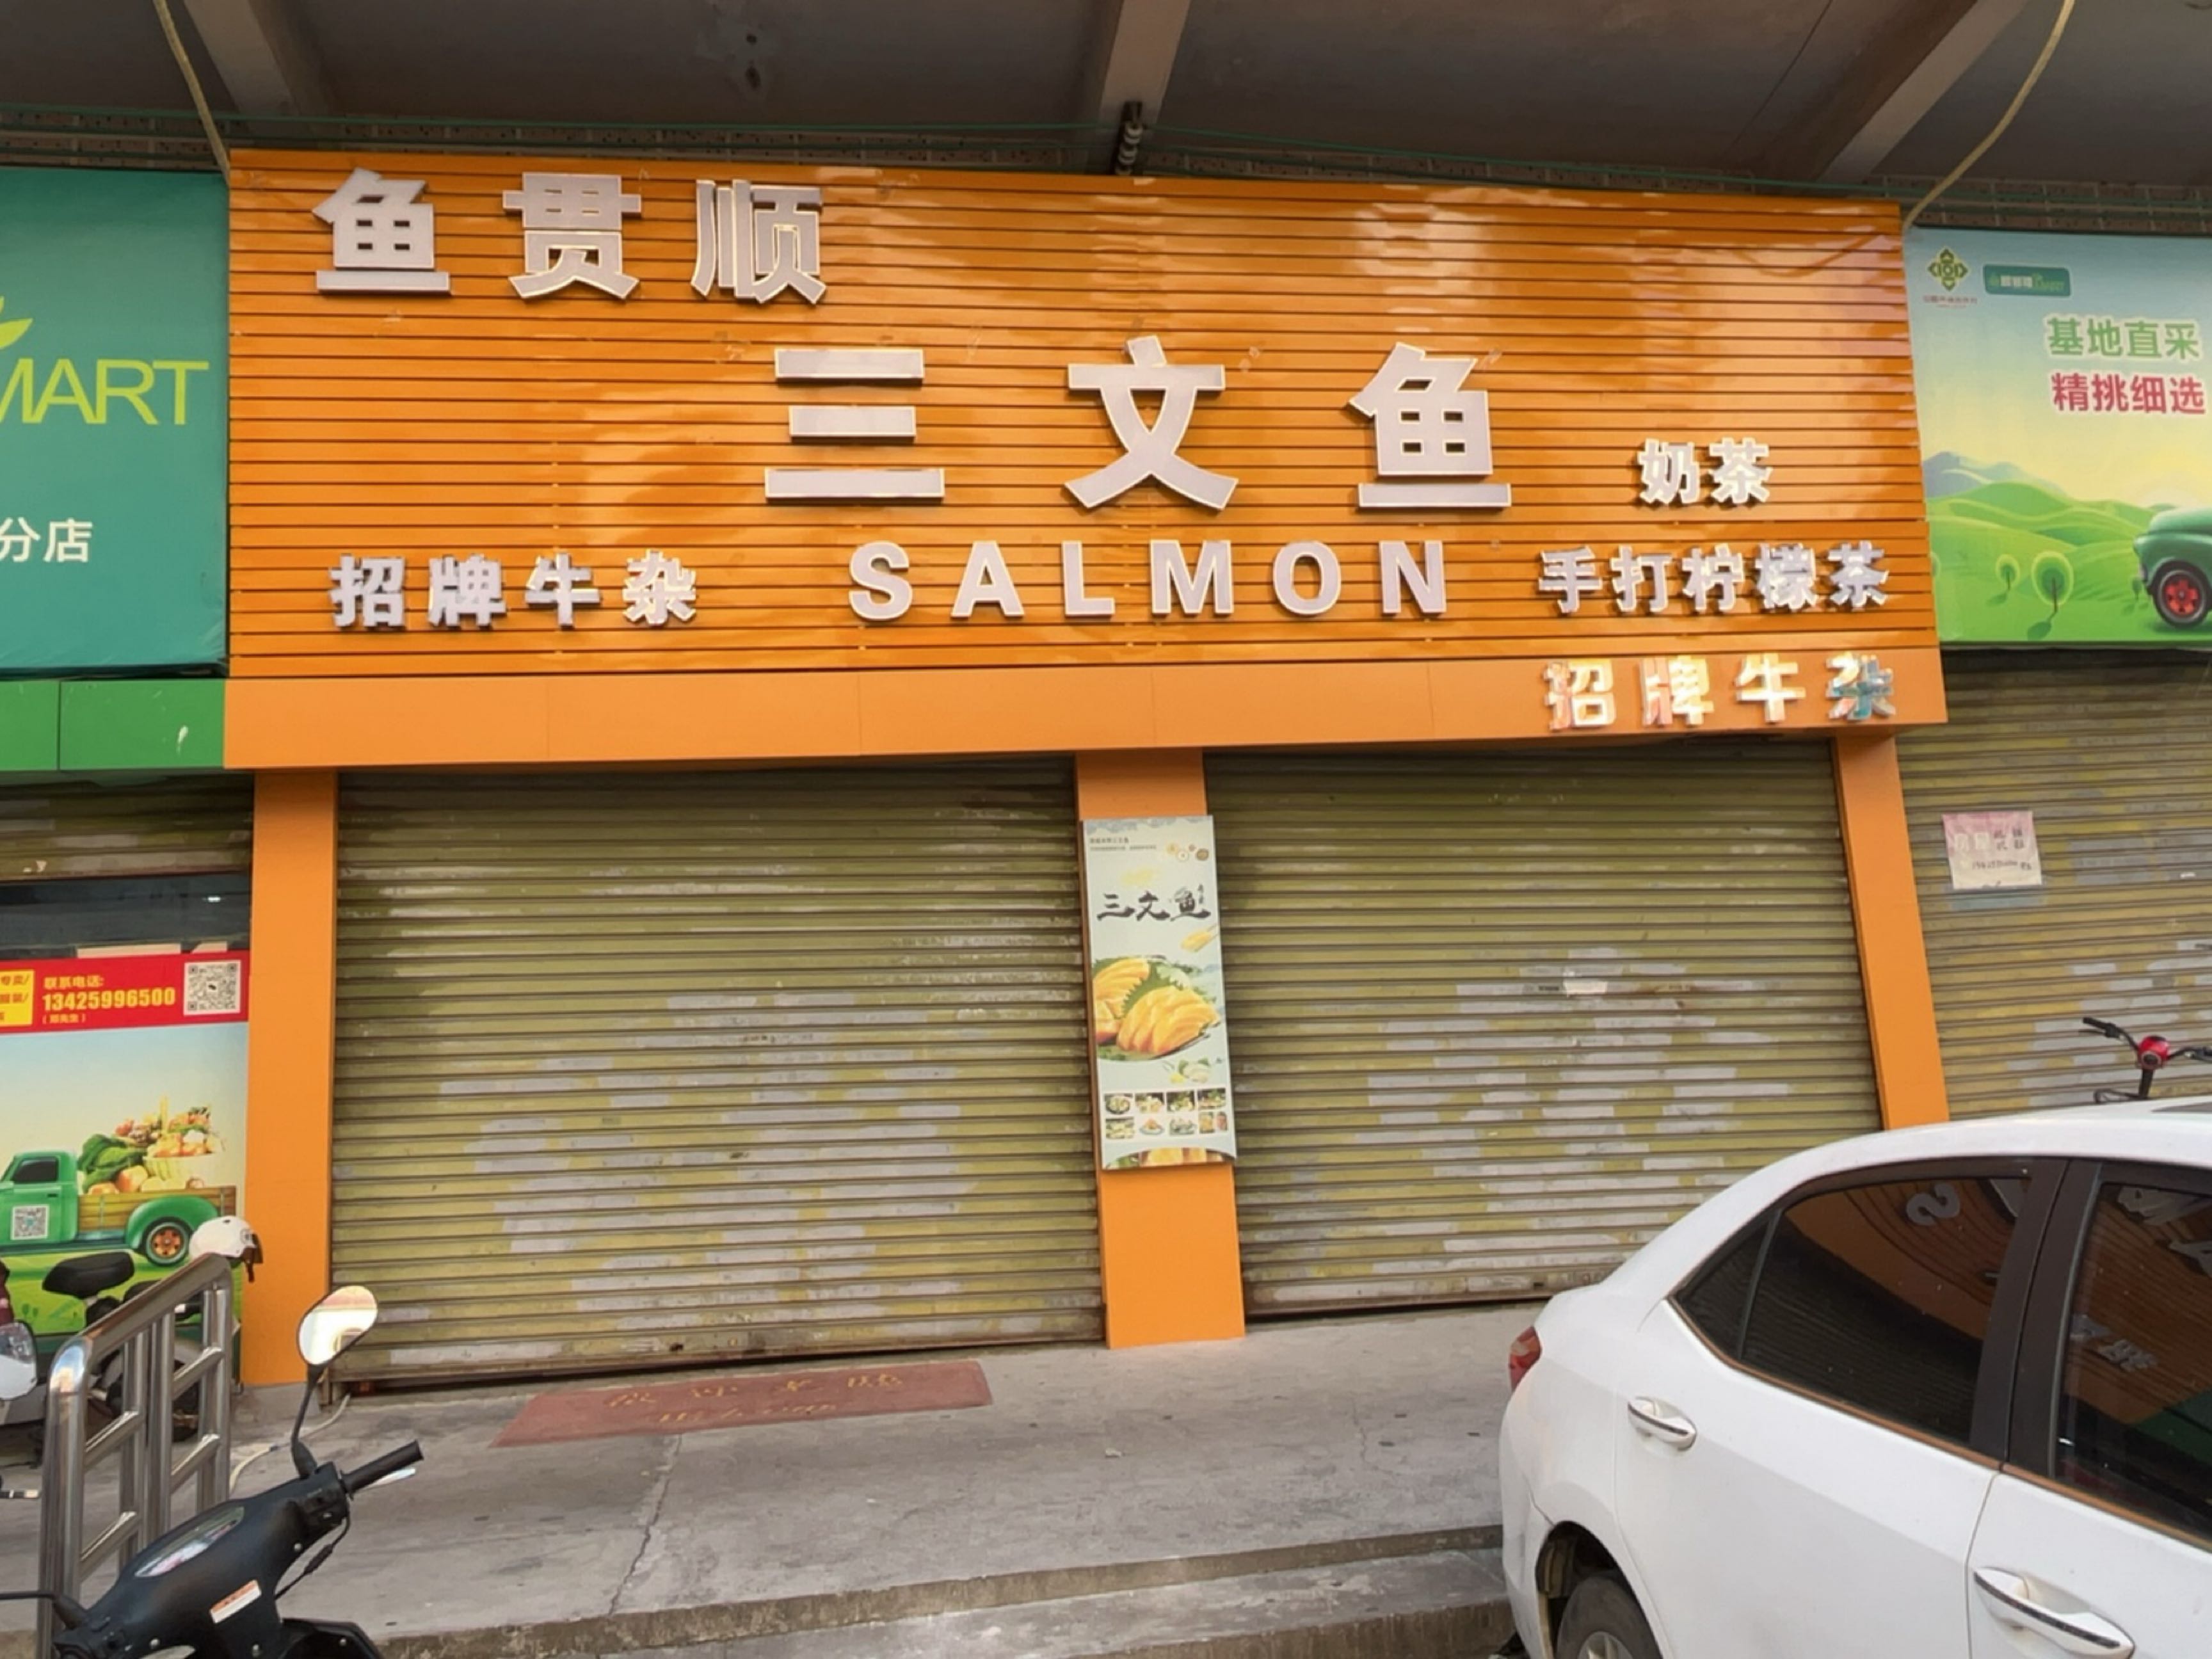 鱼贯顺
三文鱼
奶茶
招牌牛杂
SALMON
手打柠檬茶
招牌牛杂
MART
分店
基地直采
精挑细选
三文鱼
联系电话:
13425996500